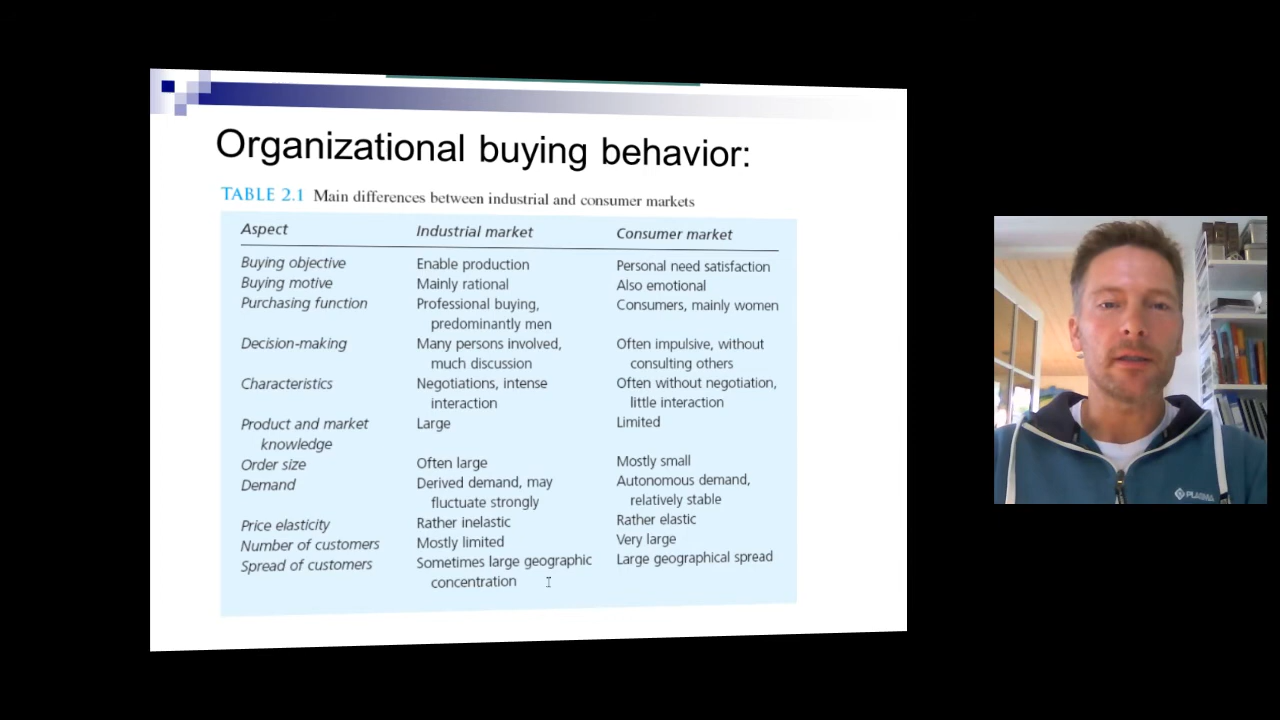 Organizational buying behavior:
TABLE 2.1 Main differences between industrial and consumer markets
Aspect Industrial market Consumer market
Buying objective Enable production Personal need satisfaction
Buying motive Mainly rational Also emotional
Purchasing function Professional buying, Consumers, mainly women
predominantly men
Decision-making Many persons involved, Often impulsive, without
much discussion consulting others
Characteristics Negotiations, intense Often without negotiation,
interaction little interaction
Product and market Large Limited
knowledge
Order size Often large Mostly small
Demand Derived demand, may Autonomous demand,
fluctuate strongly relatively stable
Price elasticity Rather inelastic Rather elastic
Number of customers Mostly limited Very large
Spread of customers Sometimes large geographic Large geographical spread
concentration
PLASMA